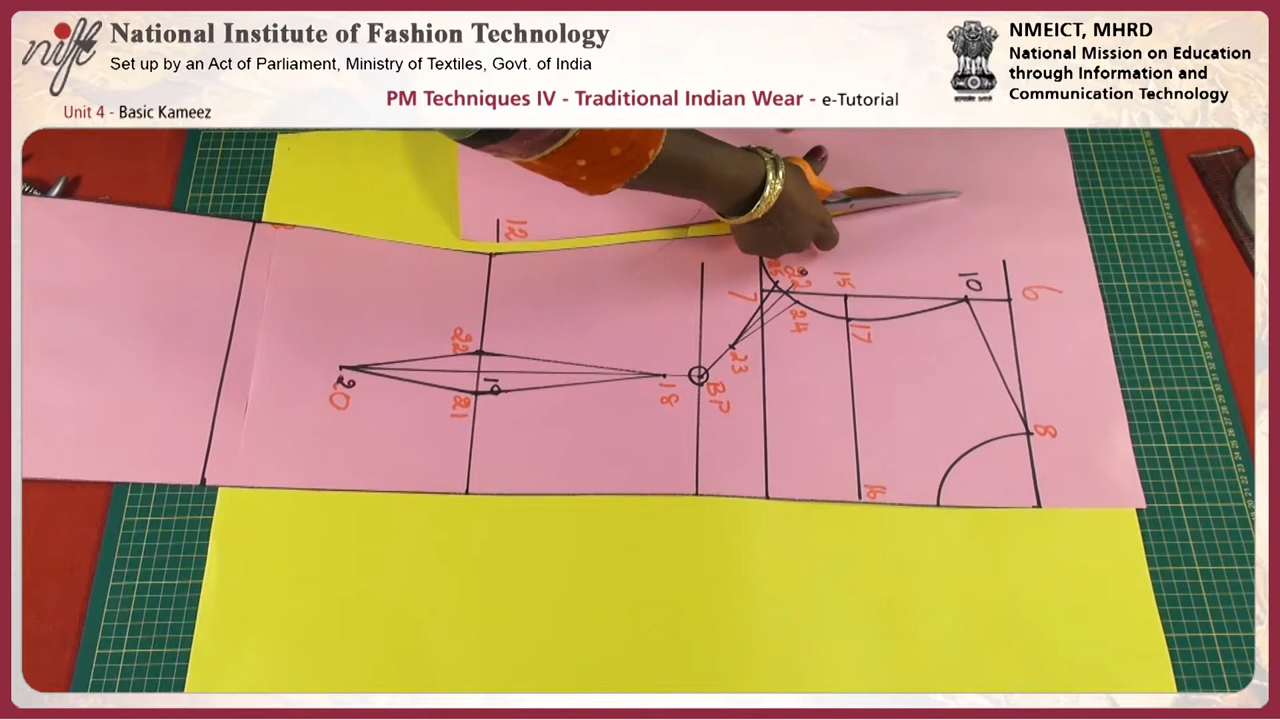 nift
National Institute of Fashion Technology
Set up by an Act of Parliament, Ministry of Textiles, Govt. of India
NMEICT, MHRD
National Mission on Education
through Information and
Communication Technology
PM Techniques IV - Traditional Indian Wear - e-Tutorial
Unit 4 - Basic Kameez
12
7
15
10
6
24
17
23
BP
22
19
18
20
21
8
16